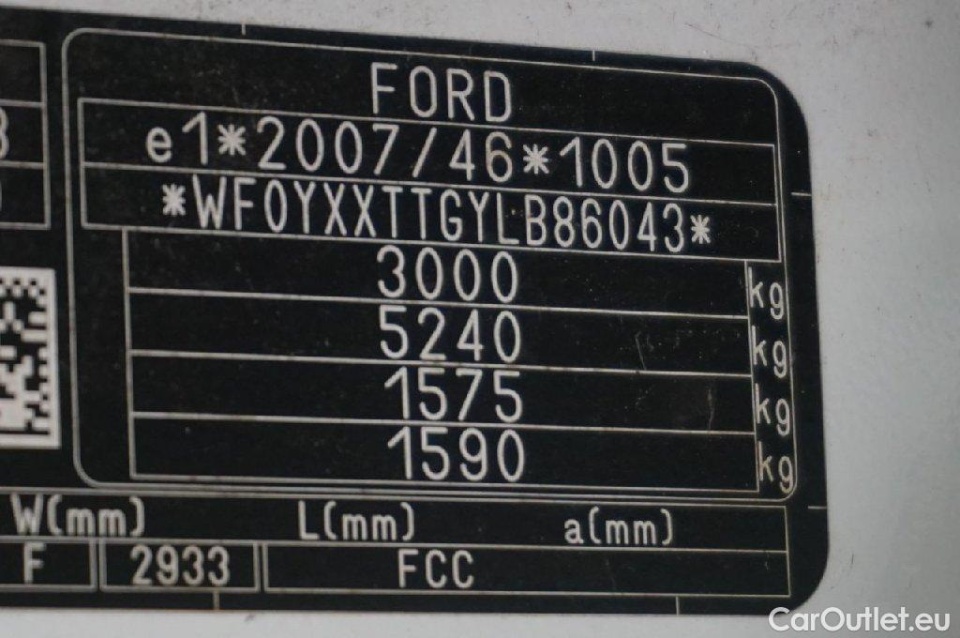 FORD
e1*2007/46*1005
*WF0YXXTTGYLB86043*
3000 kg
5240 kg
1575 kg
1590 kg
W(mm) L(mm) a(mm)
F 2933 FCC
CarOutlet.eu